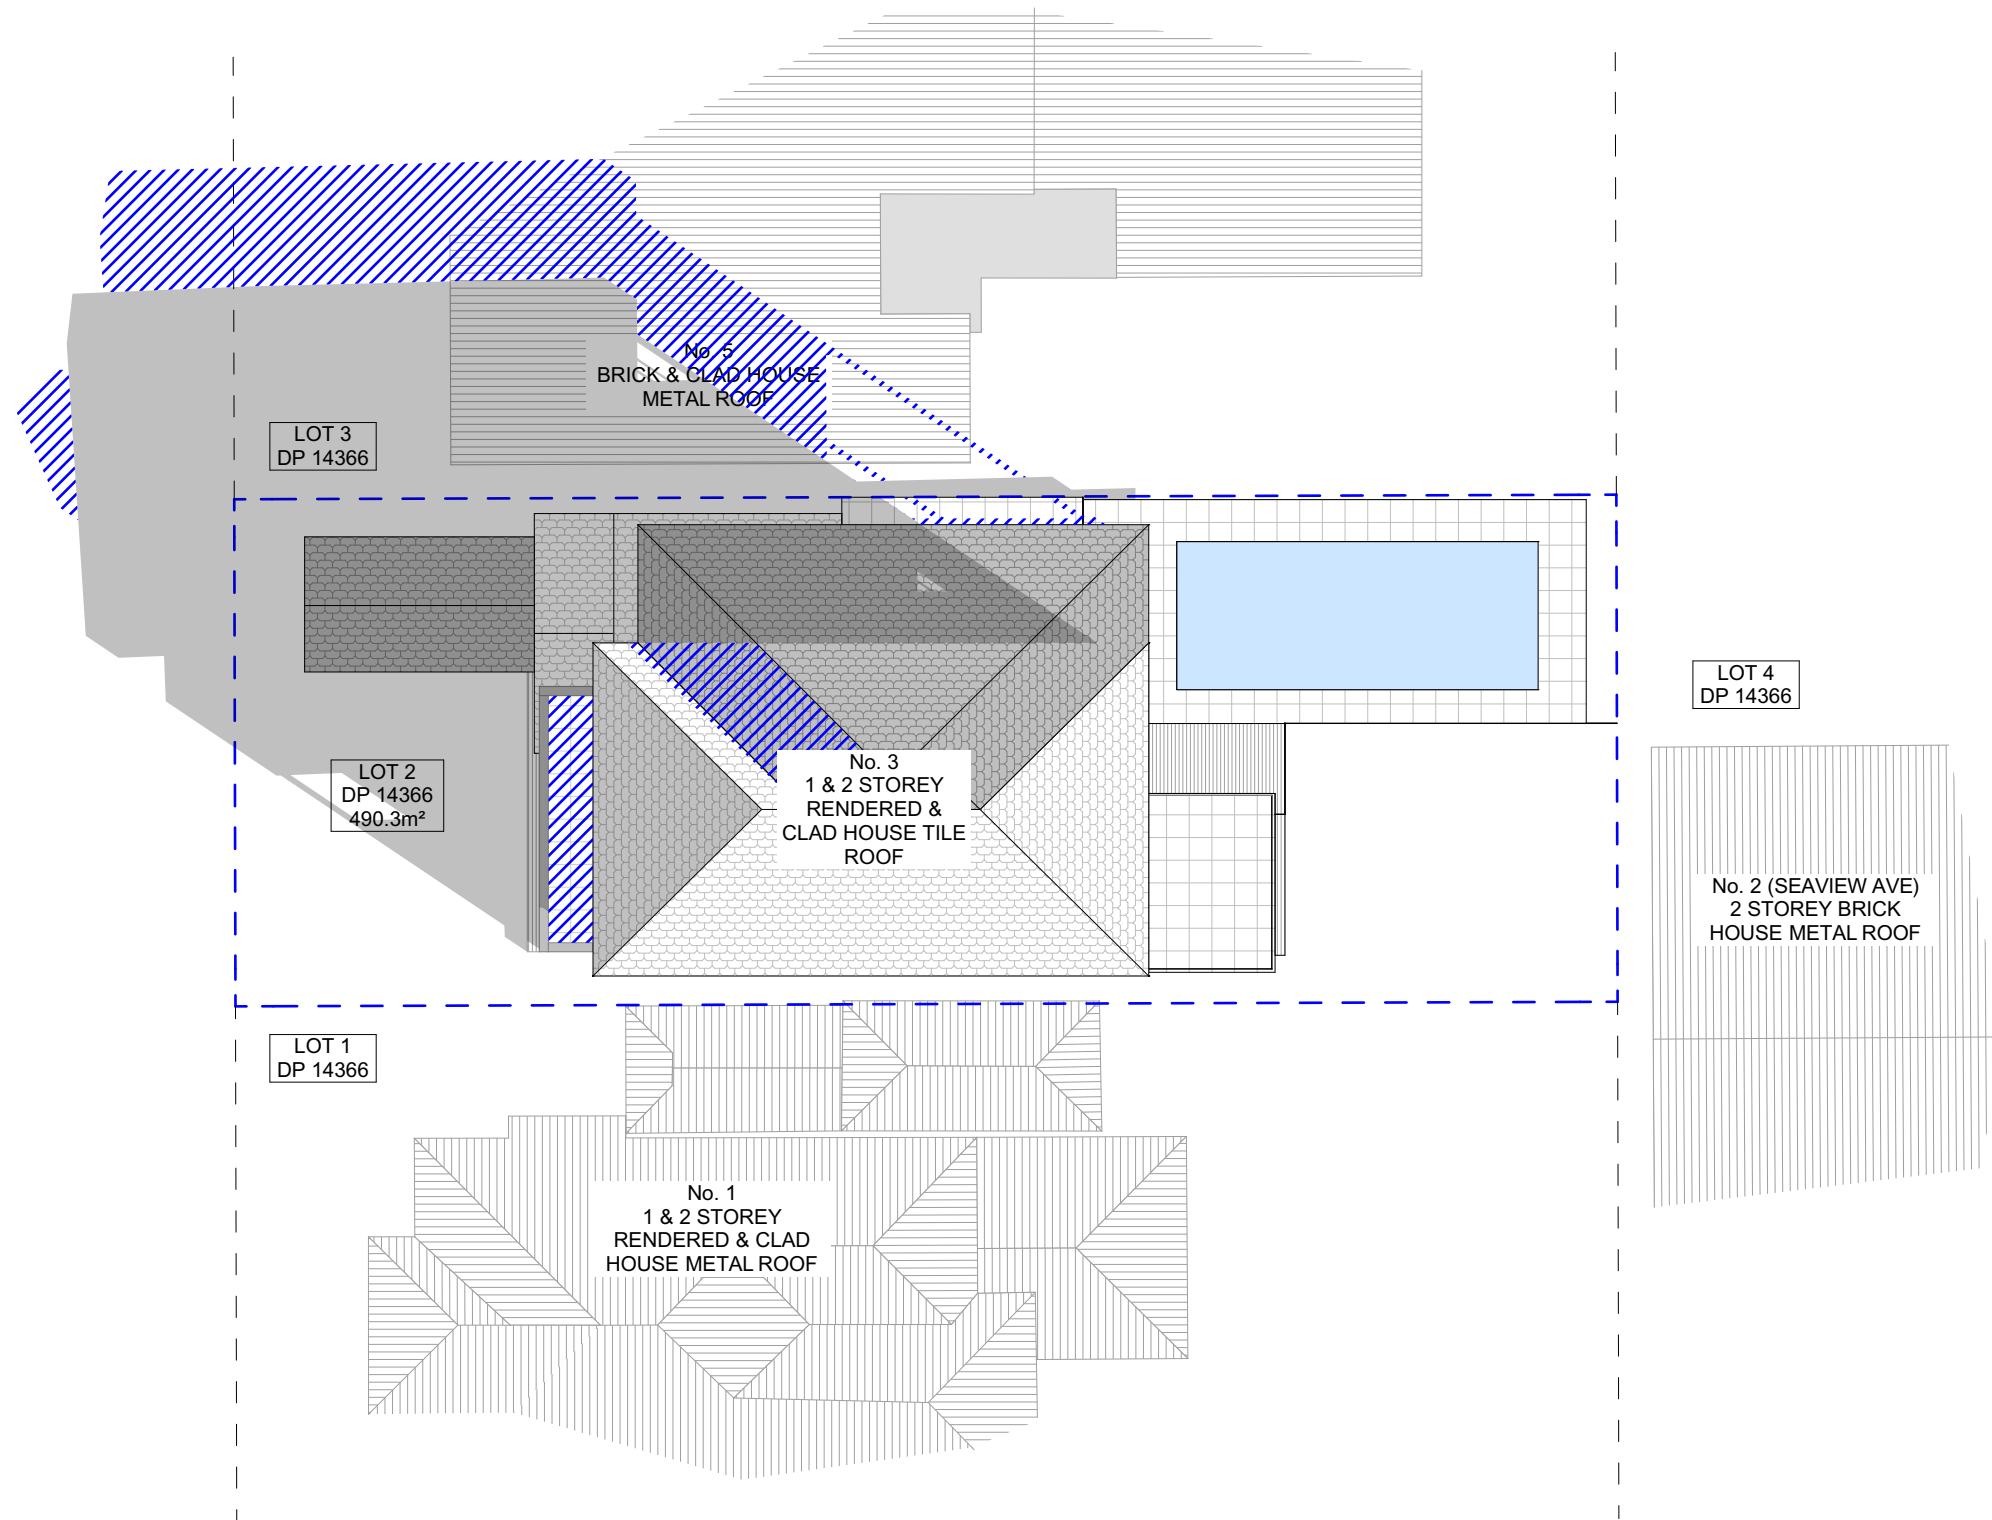 No. 5
BRICK & CLAD HOUSE
METAL ROOF
LOT 3
DP 14366
LOT 4
DP 14366
LOT 2
DP 14366
490.3m²
No. 3
1 & 2 STOREY
RENDERED &
CLAD HOUSE TILE
ROOF
No. 2 (SEAVIEW AVE)
2 STOREY BRICK
HOUSE METAL ROOF
LOT 1
DP 14366
No. 1
1 & 2 STOREY
RENDERED & CLAD
HOUSE METAL ROOF